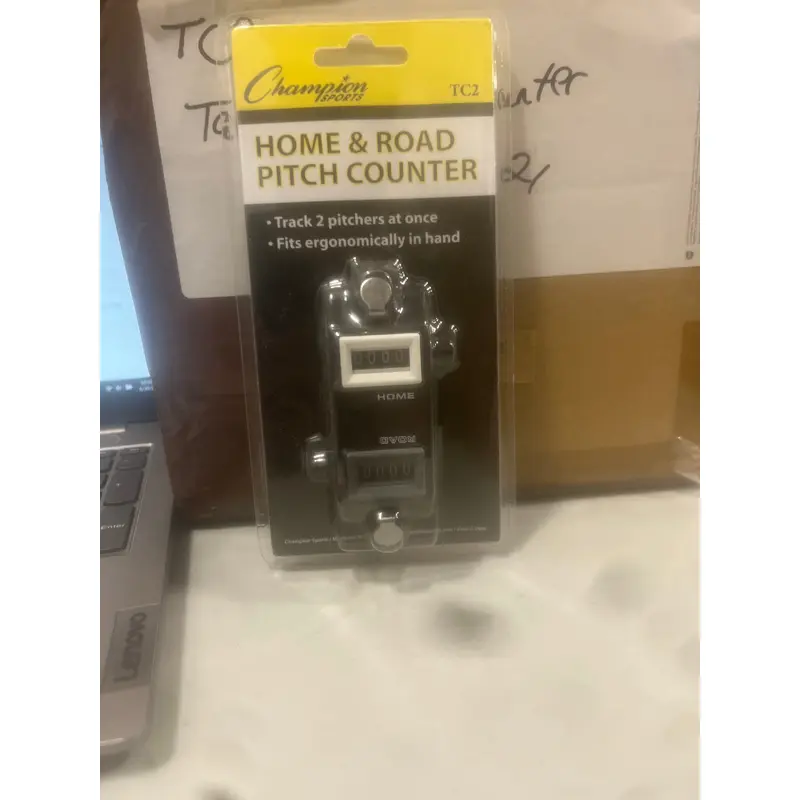 Champion
SPORTS
TC2
HOME & ROAD
PITCH COUNTER
• Track 2 pitchers at once
• Fits ergonomically in hand
0000
HOME
ROAD
0000
Enter
Lenovo